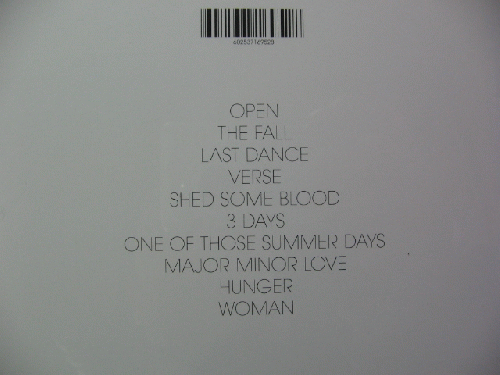 OPEN
THE FALL
LAST DANCE
VERSE
SHED SOME BLOOD
3 DAYS
ONE OF THOSE SUMMER DAYS
MAJOR MINOR LOVE
HUNGER
WOMAN